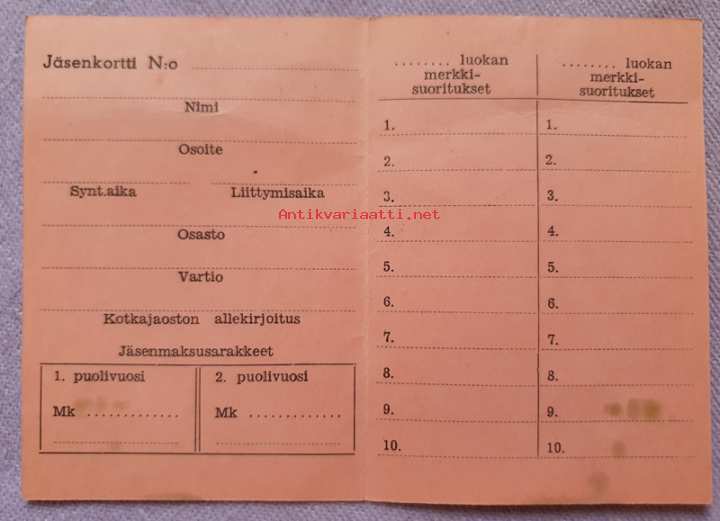 Jäsenkortti N:o ....................
Nimi
Osoite
Synt.aika Liittymisaika
Osasto
Vartio
Kotkajaoston allekirjoitus
Jäsenmaksusarakkeet
1. puolivuosi 2. puolivuosi
Mk ............. Mk .............
........ luokan
merkki-
suoritukset
1.
2.
3.
4.
5.
6.
7.
8.
9.
10.
........ luokan
merkki-
suoritukset
1.
2.
3.
4.
5.
6.
7.
8.
9.
10.
Antikvariaatti.net